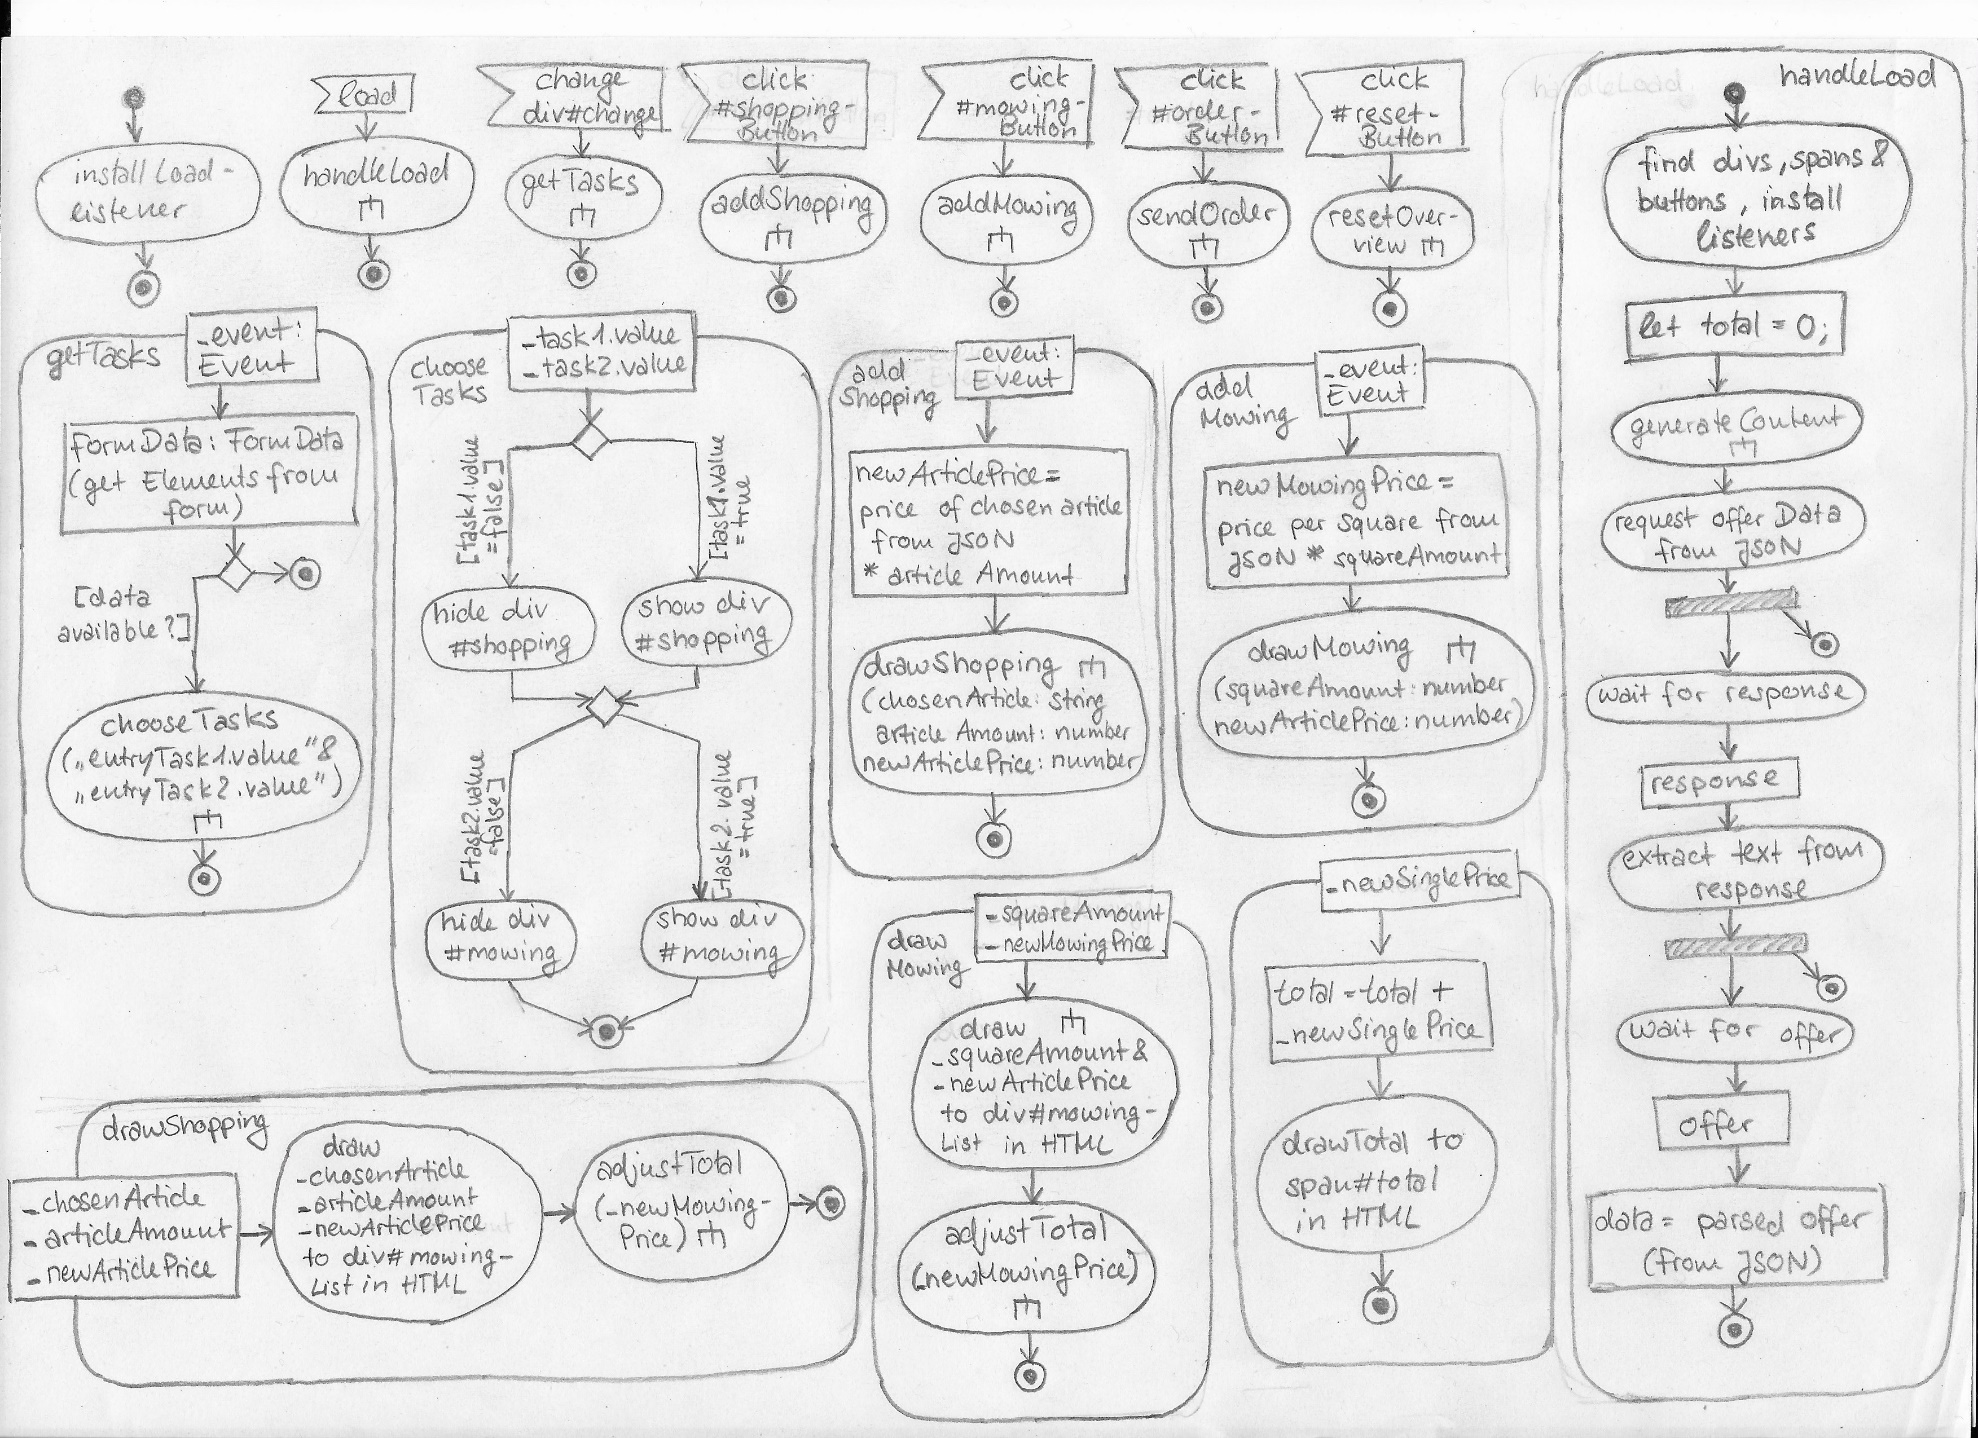 load
change
div#change
click
#shopping-
Button
click
#mowing-
Button
click
#order-
Button
click
#reset-
Button
install Load-
listener
handleLoad
getTasks
addShopping
addMowing
sendOrder
resetOver-
view
getTasks
_event:
Event
formData: FormData
(get Elements from
form)
[data
available?]
chooseTasks
(„entryTask1.value"&
„entryTask2.value")
choose
Tasks
_task1.value
_task2.value
[task1.value
=false]
[task1.value
=true
hide div
#shopping
show div
#shopping
[task2.value
=false]
[task2.value
=true]
hide div
#mowing
show div
#mowing
add
Shopping
_event:
Event
newArticlePrice=
price of chosen article
from JSON
* article Amount
drawShopping
(chosenArticle: string
article Amount: number
newArticlePrice: number
add
Mowing
_event:
Event
newMowingPrice =
price per square from
JSON * squareAmount
drawMowing
(squareAmount: number
newArticlePrice: number)
drawShopping
_chosenArticle
_articleAmount
_newArticlePrice
draw
_chosenArticle
_articleAmount
_newArticlePrice
to div#mowing-
List in HTML
adjustTotal
(_newMowing-
Price)
draw
Mowing
_squareAmount
_newMowingPrice
draw
_squareAmount &
_newArticlePrice
to div#mowing-
List in HTML
adjustTotal
(_newMowingPrice)
_newSinglePrice
total = total +
_newSinglePrice
drawTotal to
span#total
in HTML
handleLoad
find divs, spans &
buttons, install
listeners
let total = 0;
generateContent
request offer Data
from JSON
wait for response
response
extract text from
response
wait for offer
offer
data = parsed offer
(from JSON)